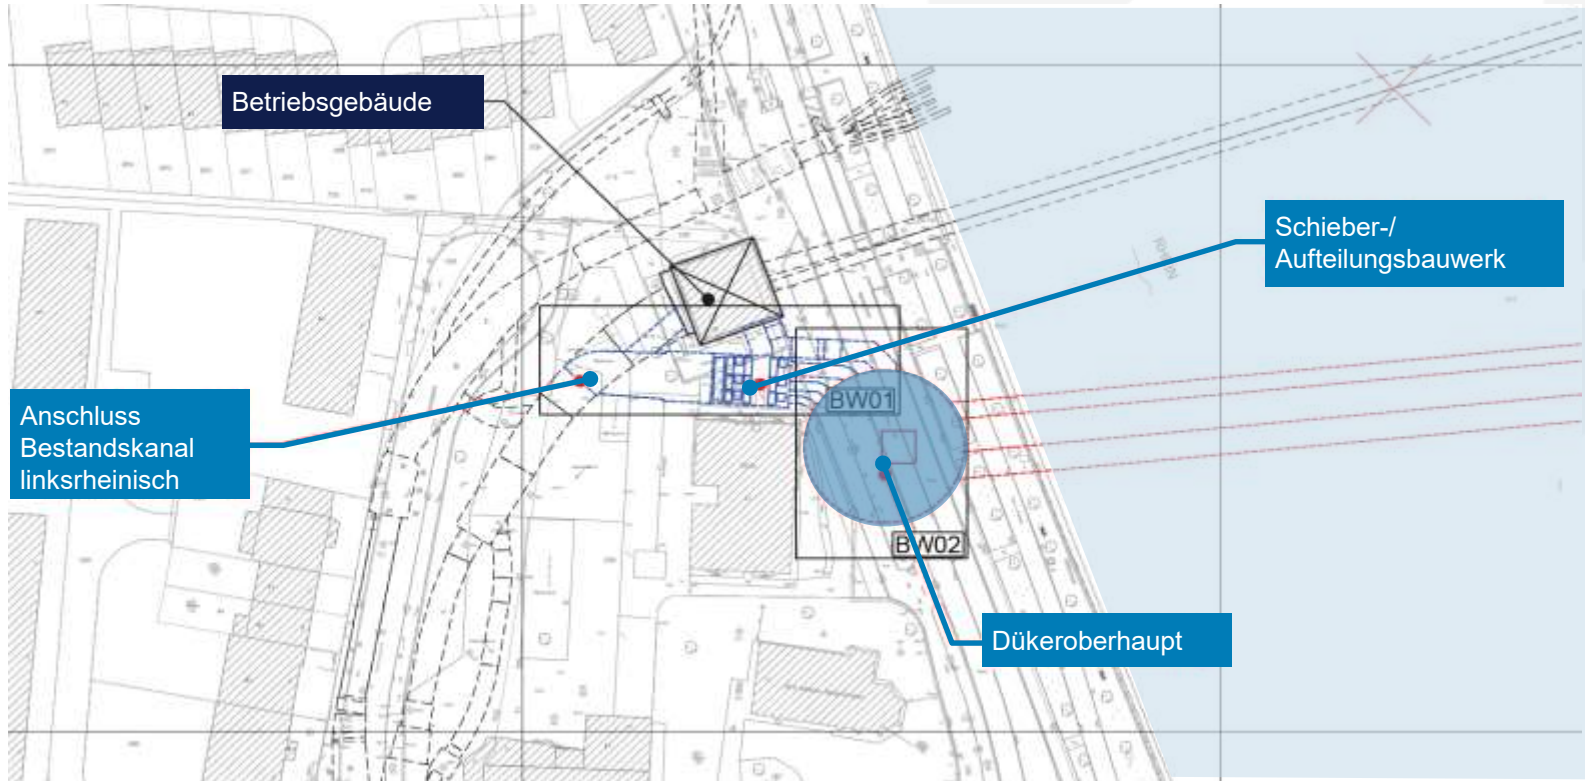 Betriebsgebäude
Schieber-/
Aufteilungsbauwerk
Anschluss
Bestandskanal
linksrheinisch
BW01
BW02
Dükeroberhaupt